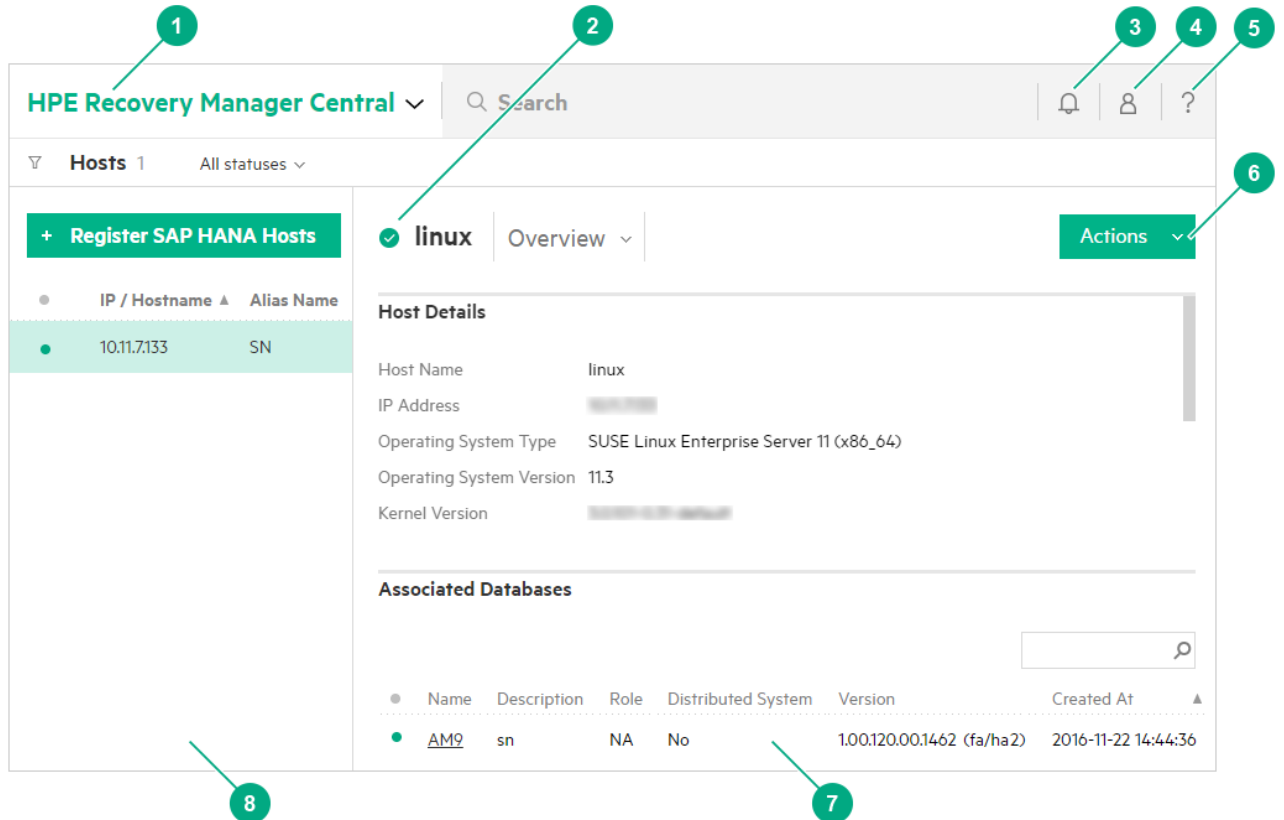 1 2 3 4 5
HPE Recovery Manager Central Search ?
Hosts 1 All statuses
6
+ Register SAP HANA Hosts
linux Overview Actions
IP / Hostname Alias Name
10.11.7.133 SN
Host Details
Host Name linux
IP Address
Operating System Type SUSE Linux Enterprise Server 11 (x86_64)
Operating System Version 11.3
Kernel Version
Associated Databases
Name Description Role Distributed System Version Created At
AM9 sn NA No 1.00.120.00.1462 (fa/ha2) 2016-11-22 14:44:36
8 7